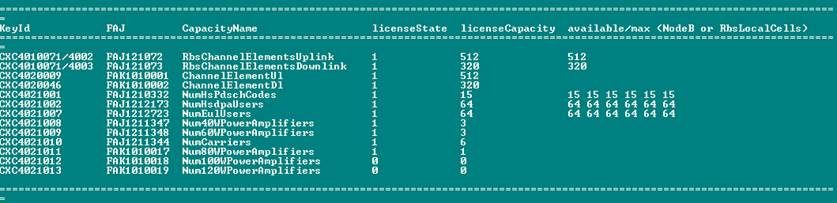 ================================================================================
=
KeyId FAJ CapacityName licenseState licenseCapacity available/max (NodeB or RbsLocalCells)
================================================================================
=
CXC4010071/4002 FAJ121072 RbsChannelElementsUplink 1 512 512
CXC4010071/4003 FAJ121073 RbsChannelElementsDownlink 1 320 320
CXC4020009 FAK1010001 ChannelElementUl 1 512
CXC4020046 FAK1010002 ChannelElementDl 1 320
CXC4021001 FAJ1210332 NumHsPdschCodes 1 15 15 15 15 15 15 15
CXC4021002 FAJ1212173 NumHsdpaUsers 1 64 64 64 64 64 64 64
CXC4021007 FAJ1212723 NumEulUsers 1 64 64 64 64 64 64 64
CXC4021008 FAJ1211347 Num40WPowerAmplifiers 1 3
CXC4021009 FAJ1211348 Num60WPowerAmplifiers 1 3
CXC4021010 FAJ1211344 NumCarriers 1 6
CXC4021011 FAK1010017 Num80WPowerAmplifiers 1 1
CXC4021012 FAK1010018 Num100WPowerAmplifiers 0 0
CXC4021013 FAK1010019 Num120WPowerAmplifiers 0 0
================================================================================
=